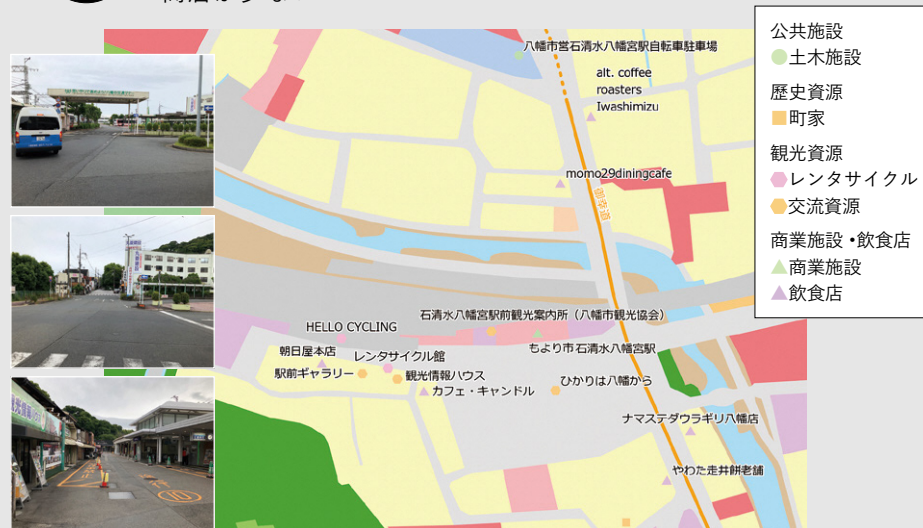 八幡市営石清水八幡宮駅自転車駐車場
alt. coffee
roasters
Iwashimizu
momo29diningcafe
御幸道
石清水八幡宮駅前観光案内所（八幡市観光協会）
HELLO CYCLING
もより市石清水八幡宮駅
朝日屋本店
レンタサイクル館
駅前ギャラリー
観光情報ハウス
カフェ・キャンドル
ひかりは八幡から
ナマステダウラギリ八幡店
やわた走井餅老舗
公共施設
土木施設
歴史資源
町家
観光資源
レンタサイクル
交流資源
商業施設・飲食店
商業施設
飲食店